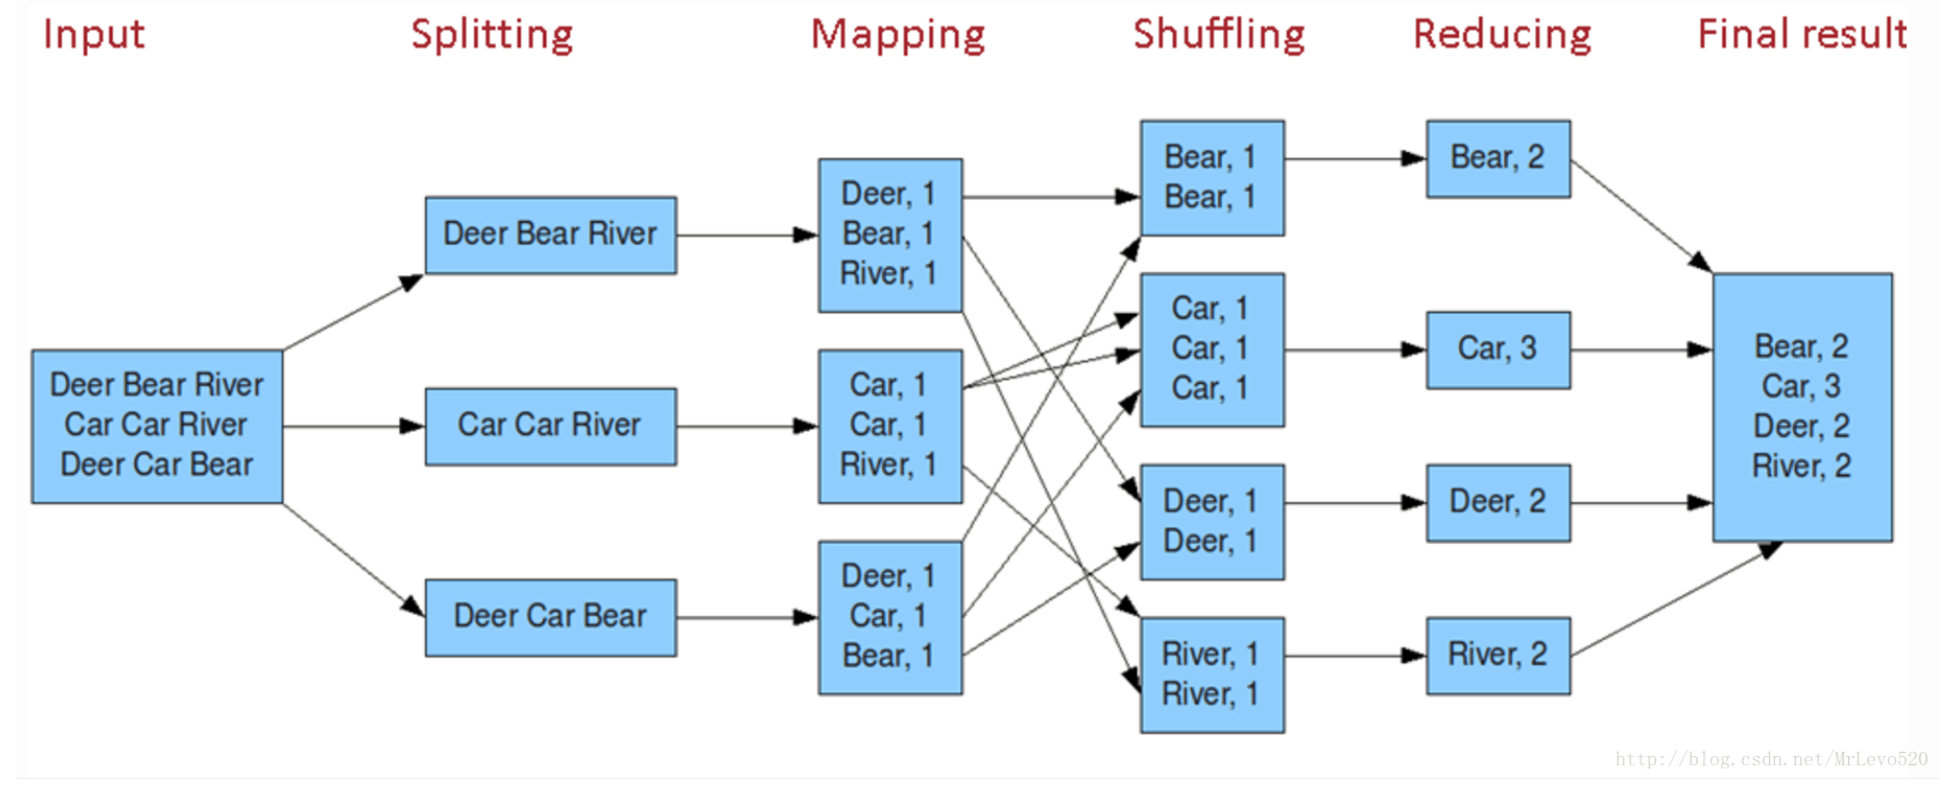 Input
Splitting
Mapping
Shuffling
Reducing
Final result
Deer Bear River
Car Car River
Deer Car Bear
Deer Bear River
Car Car River
Deer Car Bear
Deer, 1
Bear, 1
River, 1
Car, 1
Car, 1
River, 1
Deer, 1
Car, 1
Bear, 1
Bear, 1
Bear, 1
Car, 1
Car, 1
Car, 1
Deer, 1
Deer, 1
River, 1
River, 1
Bear, 2
Car, 3
Deer, 2
River, 2
Bear, 2
Car, 3
Deer, 2
River, 2
http://blog.csdn.net/MrLevo520